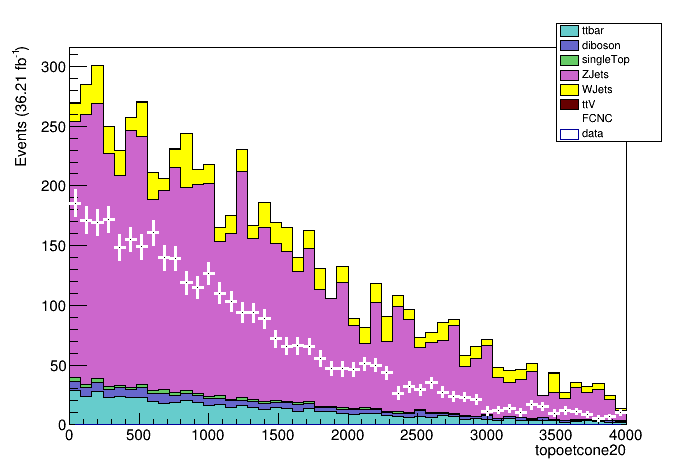 ttbar
diboson
singleTop
ZJets
WJets
ttV
FCNC
data
Events (36.21 fb⁻¹)
300
250
200
150
100
50
0
0 500 1000 1500 2000 2500 3000 3500 4000
topoetcone20